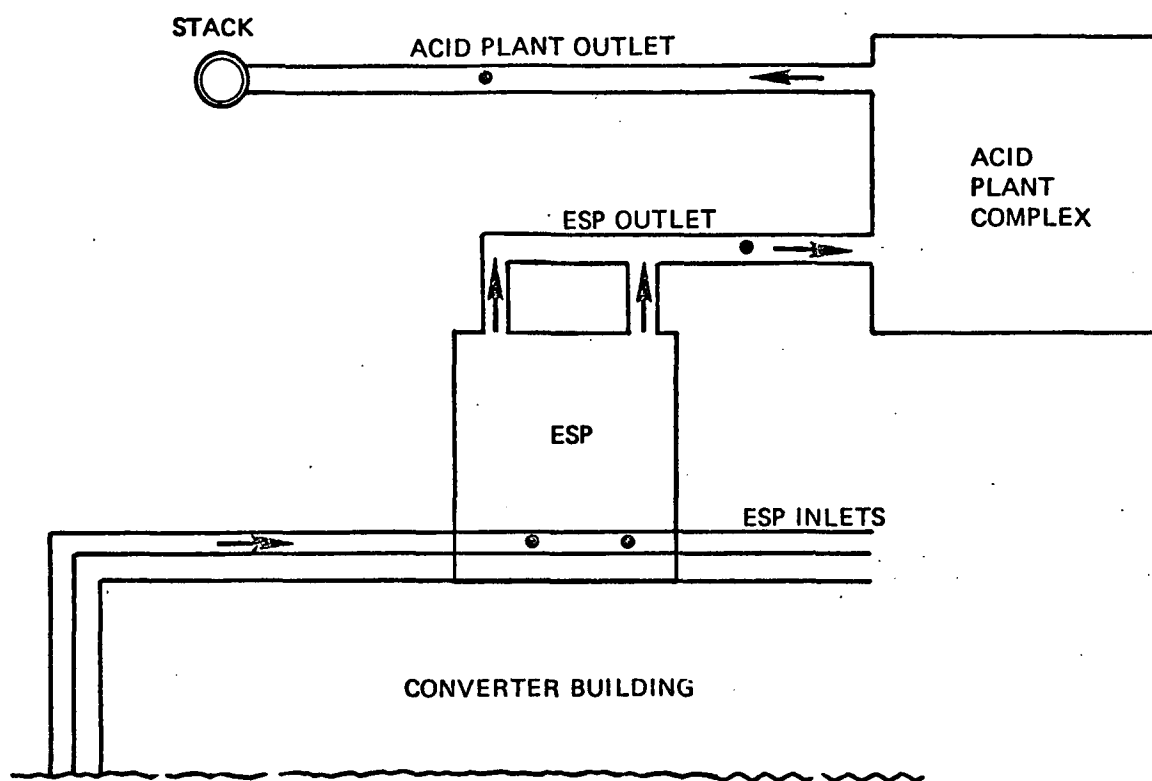 STACK
ACID PLANT OUTLET
ACID
PLANT
COMPLEX
ESP OUTLET
ESP
ESP INLETS
CONVERTER BUILDING